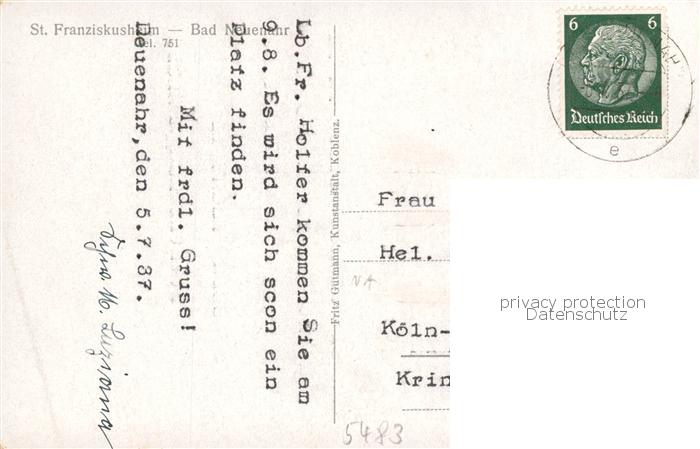 St. Franziskusheim — Bad Neuenahr
Tel. 751
Lb.Fr. Holfer kommen Sie am
9.8. Es wird sich scon ein
Platz finden.
Mit frdl. Gruss!
Neuenahr,den 5.7.37.
M.
Fritz Gutmann, Kunstanstalt, Koblenz.
6 6
Deutsches Reich
e
Frau
Hel.
NA
Köln-
Krin
5483
privacy protection
Datenschutz